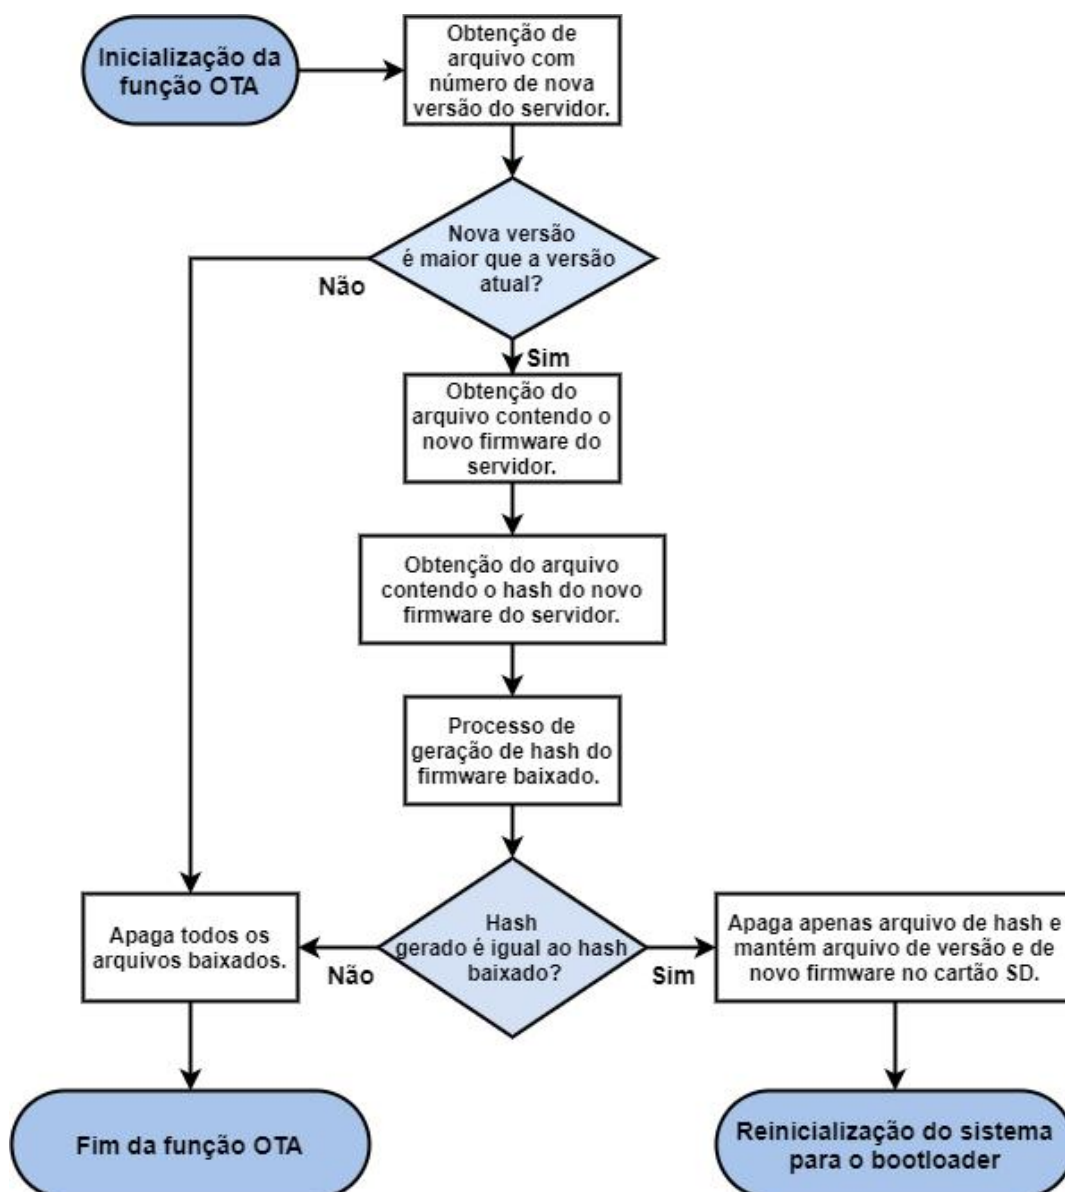 Inicialização da
função OTA
Obtenção de
arquivo com
número de nova
versão do servidor.
Nova versão
é maior que a versão
atual?
Não
Sim
Obtenção do
arquivo contendo o
novo firmware do
servidor.
Obtenção do arquivo
contendo o hash do novo
firmware do servidor.
Processo de
geração de hash do
firmware baixado.
Hash
gerado é igual ao hash
baixado?
Não
Sim
Apaga todos os
arquivos baixados.
Apaga apenas arquivo de hash e
mantém arquivo de versão e de
novo firmware no cartão SD.
Fim da função OTA
Reinicialização do sistema
para o bootloader